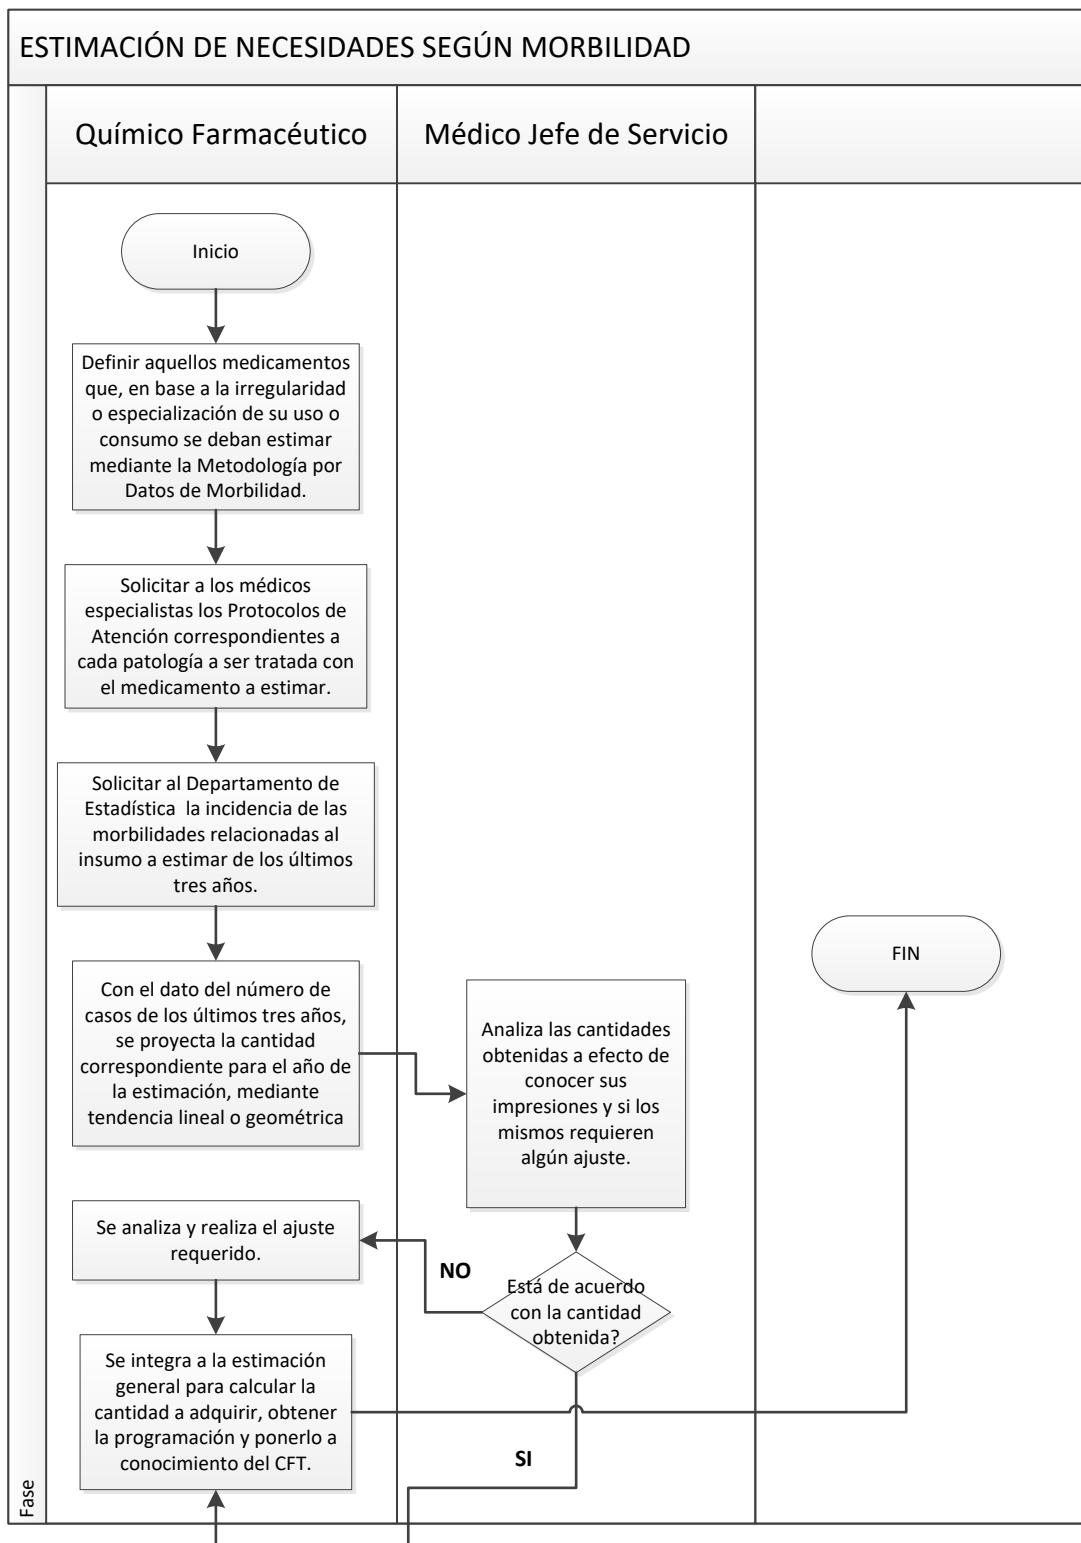 ESTIMACIÓN DE NECESIDADES SEGÚN MORBILIDAD
Químico Farmacéutico
Médico Jefe de Servicio
Inicio
Definir aquellos medicamentos
que, en base a la irregularidad
o especialización de su uso o
consumo se deban estimar
mediante la Metodología por
Datos de Morbilidad.
Solicitar a los médicos
especialistas los Protocolos de
Atención correspondientes a
cada patología a ser tratada con
el medicamento a estimar.
Solicitar al Departamento de
Estadística la incidencia de las
morbilidades relacionadas al
insumo a estimar de los últimos
tres años.
Con el dato del número de
casos de los últimos tres años,
se proyecta la cantidad
correspondiente para el año de
la estimación, mediante
tendencia lineal o geométrica
Analiza las cantidades
obtenidas a efecto de
conocer sus
impresiones y si los
mismos requieren
algún ajuste.
FIN
Se analiza y realiza el ajuste
requerido.
NO
Está de acuerdo
con la cantidad
obtenida?
Se integra a la estimación
general para calcular la
cantidad a adquirir, obtener
la programación y ponerlo a
conocimiento del CFT.
SI
Fase